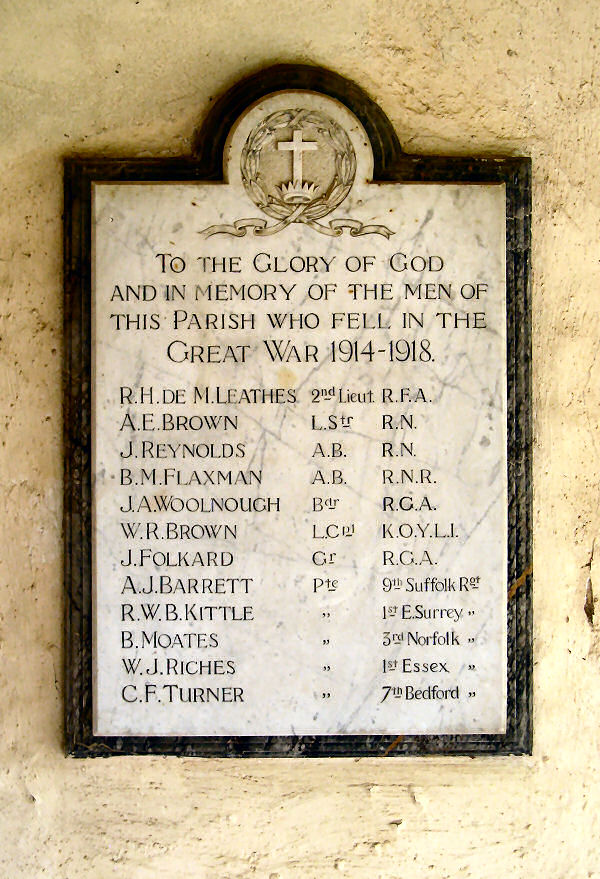 TO THE GLORY OF GOD
AND IN MEMORY OF THE MEN OF
THIS PARISH WHO FELL IN THE
GREAT WAR 1914-1918.
R.H. DE M. LEATHES 2nd Lieut R.F.A.
A.E. BROWN L.Str R.N.
J. REYNOLDS A.B. R.N.
B.M. FLAXMAN A.B. R.N.R.
J.A. WOOLNOUGH Bdr R.G.A.
W.R. BROWN L.Cpl K.O.Y.L.I.
J. FOLKARD Gr R.G.A.
A.J. BARRETT Pte 9th Suffolk Rgt
R.W.B. KITTLE „ 1st E.Surrey „
B. MOATES „ 3rd Norfolk „
W.J. RICHES „ 1st Essex „
C.F. TURNER „ 7th Bedford „